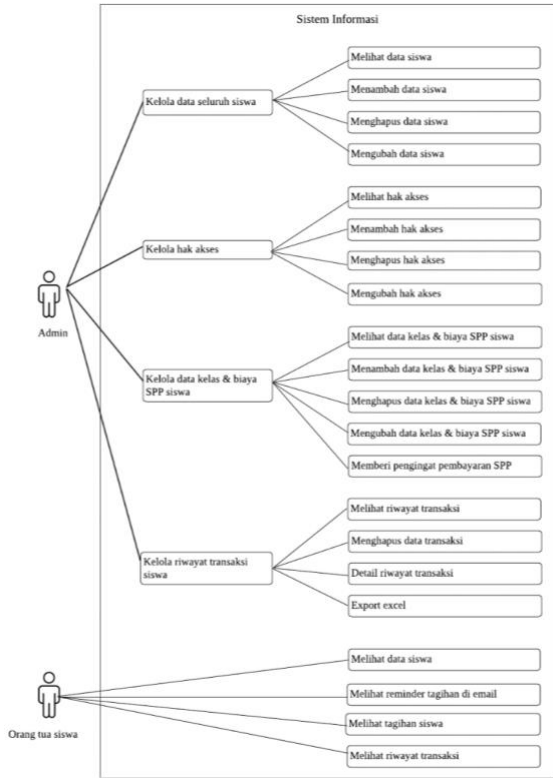 Sistem Informasi
Kelola data seluruh siswa
Melihat data siswa
Menambah data siswa
Menghapus data siswa
Mengubah data siswa
Kelola hak akses
Melihat hak akses
Menambah hak akses
Menghapus hak akses
Mengubah hak akses
Admin
Kelola data kelas & biaya
SPP siswa
Melihat data kelas & biaya SPP siswa
Menambah data kelas & biaya SPP siswa
Menghapus data kelas & biaya SPP siswa
Mengubah data kelas & biaya SPP siswa
Memberi pengingat pembayaran SPP
Kelola riwayat transaksi
siswa
Melihat riwayat transaksi
Menghapus data transaksi
Detail riwayat transaksi
Export excel
Orang tua siswa
Melihat data siswa
Melihat reminder tagihan di email
Melihat tagihan siswa
Melihat riwayat transaksi